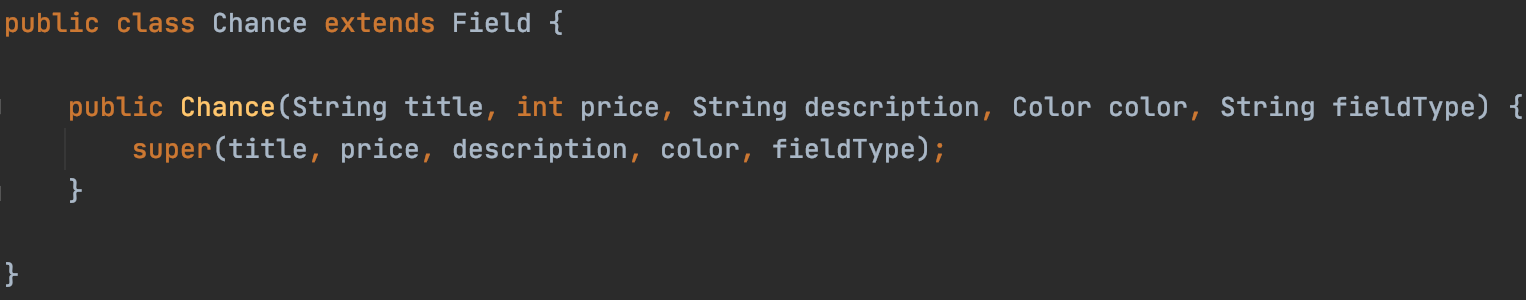 public class Chance extends Field {
public Chance(String title, int price, String description, Color color, String fieldType) {
super(title, price, description, color, fieldType);
}
}